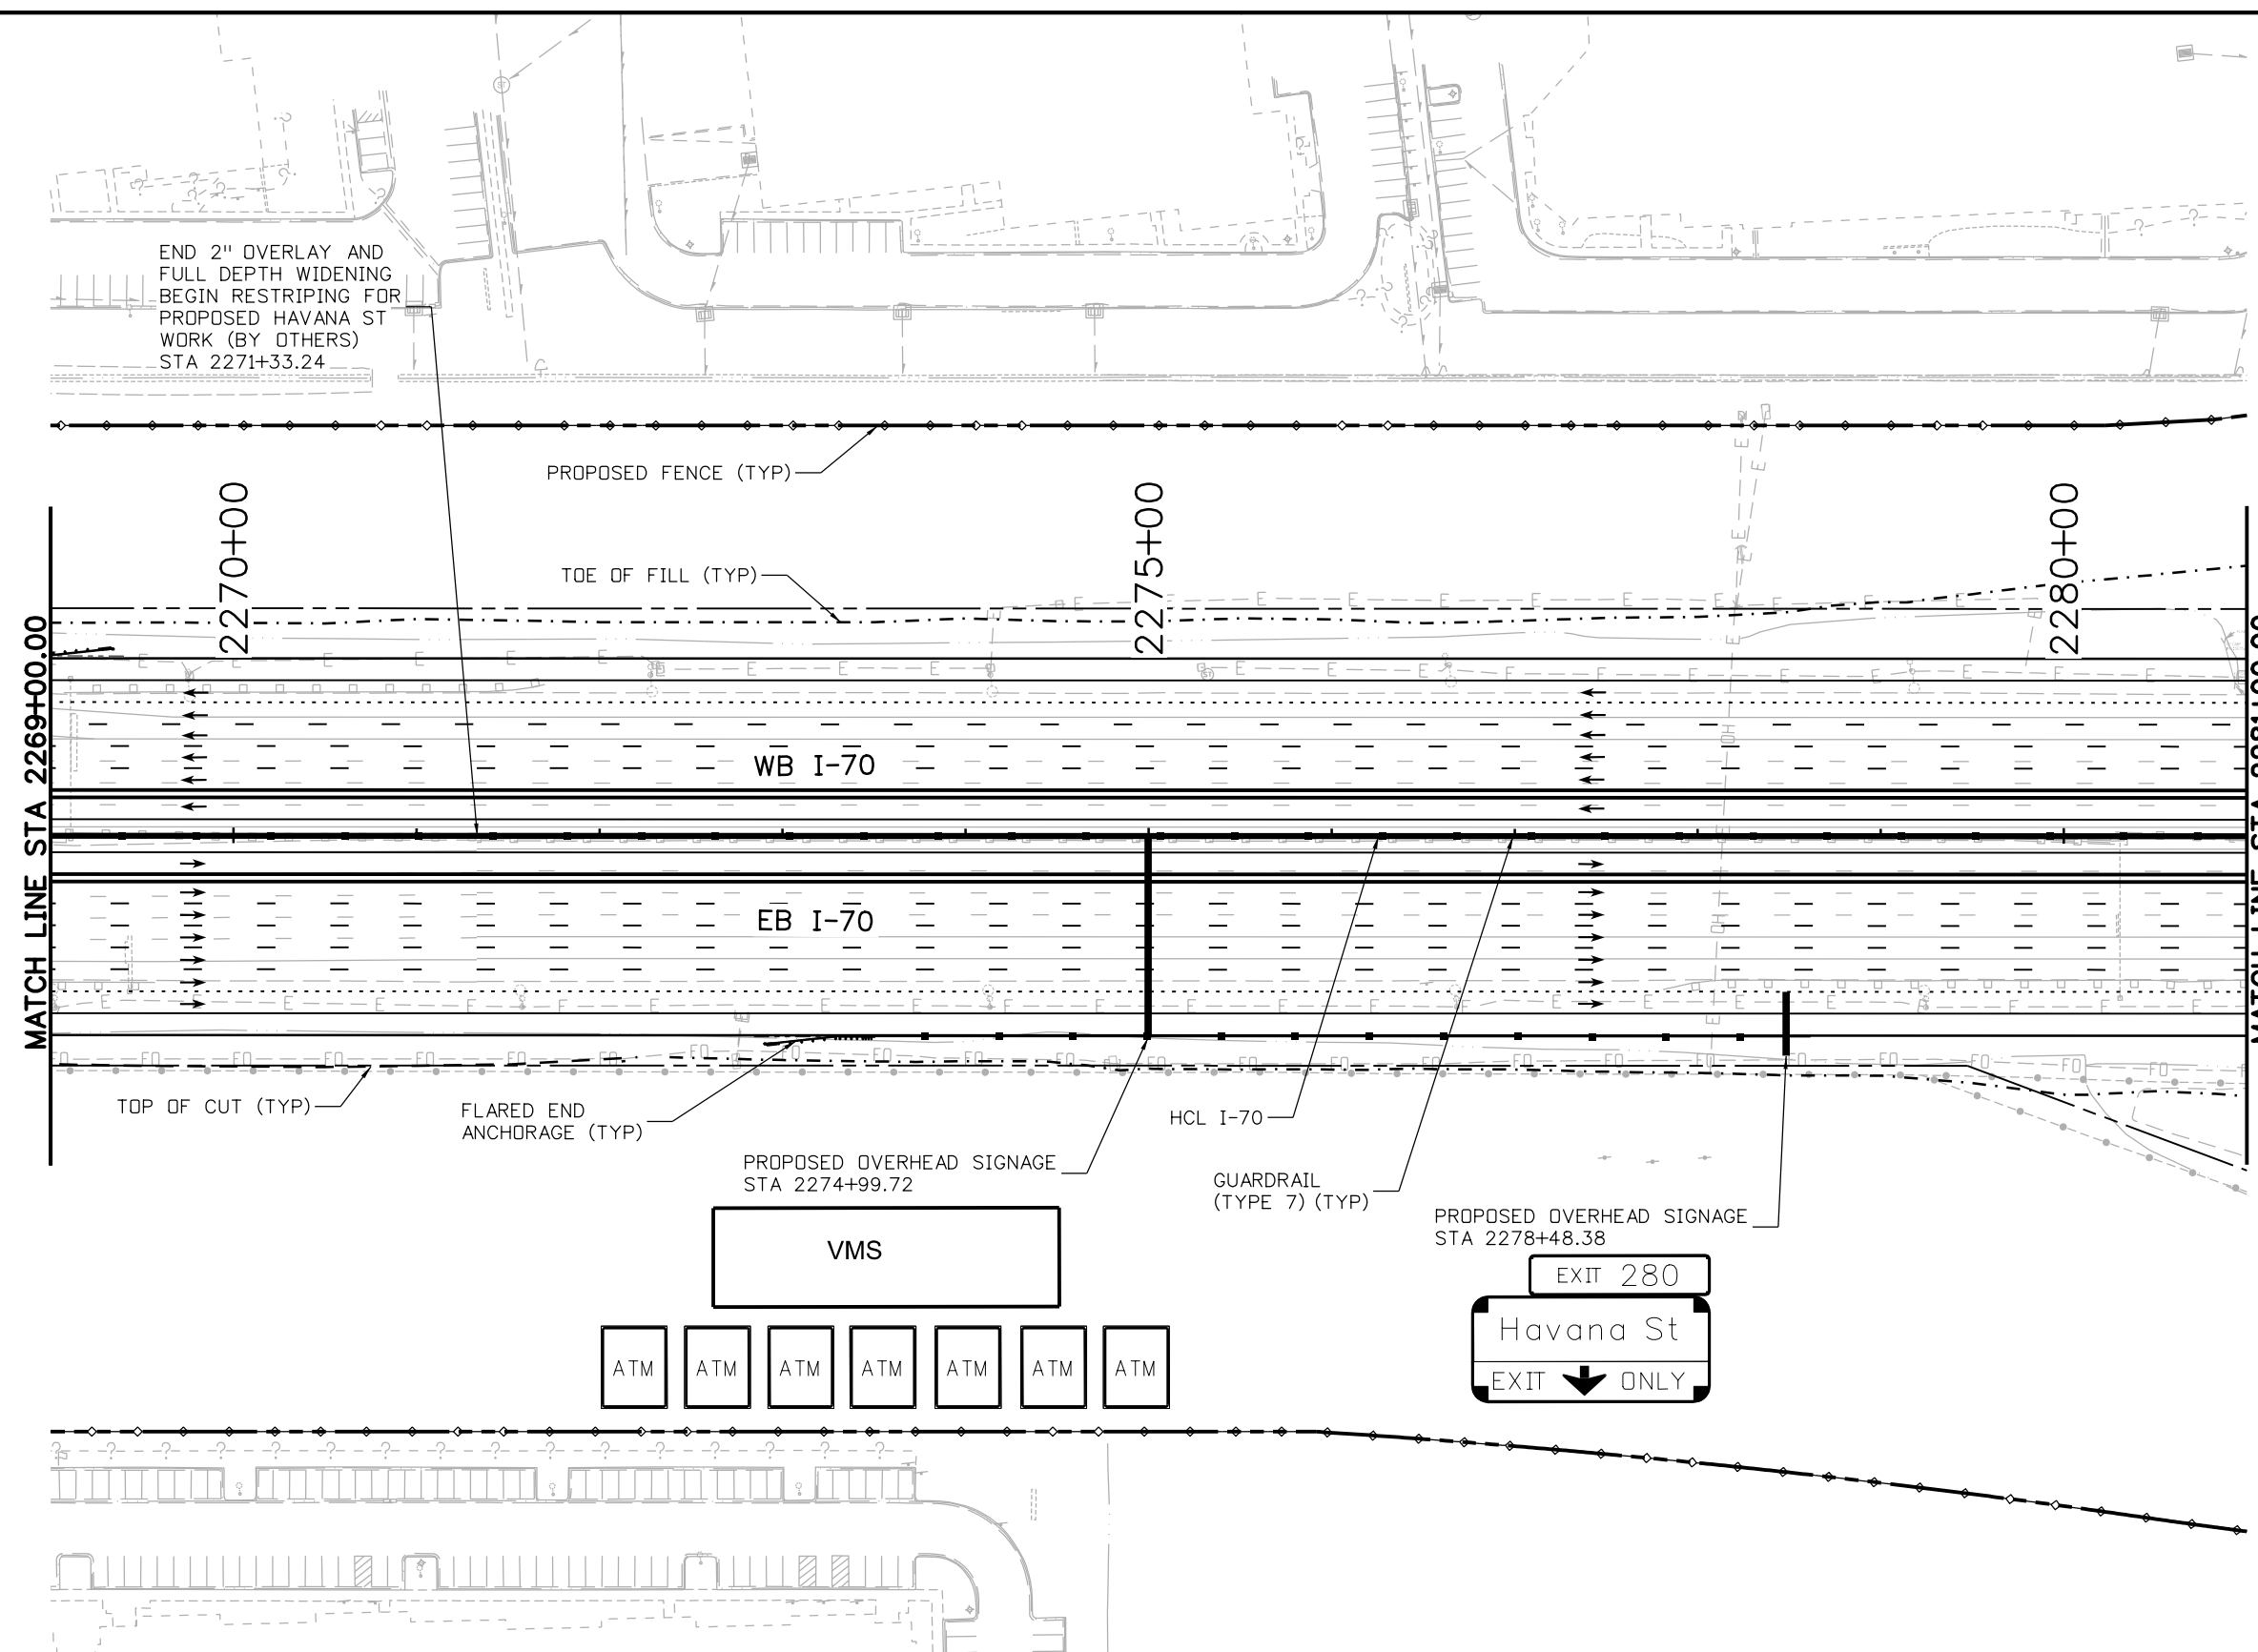 END 2" OVERLAY AND
FULL DEPTH WIDENING
BEGIN RESTRIPING FOR
PROPOSED HAVANA ST
WORK (BY OTHERS)
STA 2271+33.24
PROPOSED FENCE (TYP)
2270+00
2275+00
2280+00
TOE OF FILL (TYP)
MATCH LINE STA 2269+00.00
WB I-70
EB I-70
MATCH LINE STA
TOP OF CUT (TYP)
FLARED END
ANCHORAGE (TYP)
HCL I-70
PROPOSED OVERHEAD SIGNAGE
STA 2274+99.72
GUARDRAIL
(TYPE 7) (TYP)
PROPOSED OVERHEAD SIGNAGE
STA 2278+48.38
VMS
EXIT 280
Havana St
EXIT ONLY
ATM ATM ATM ATM ATM ATM ATM